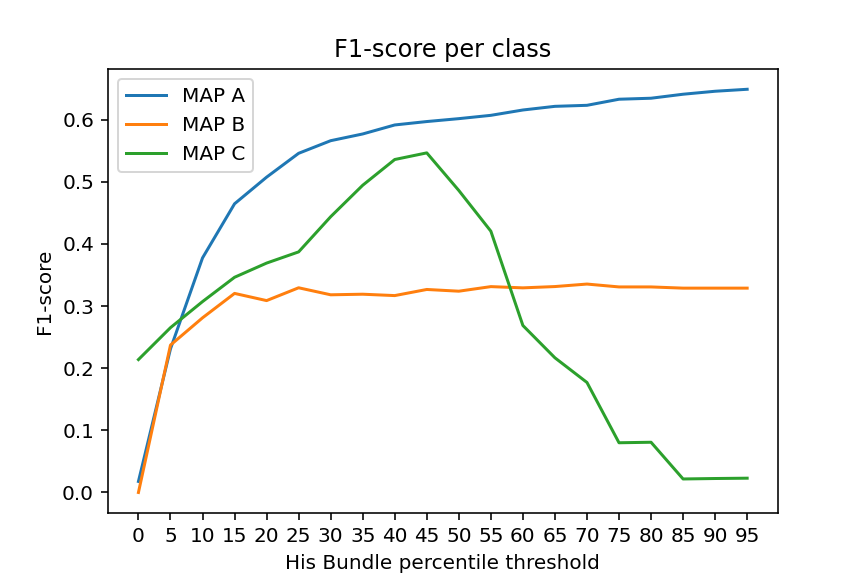 F1-score per class
MAP A
MAP B
MAP C
F1-score
0.6
0.5
0.4
0.3
0.2
0.1
0.0
0 5 10 15 20 25 30 35 40 45 50 55 60 65 70 75 80 85 90 95
His Bundle percentile threshold